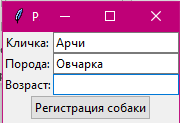 Р
Кличка: Арчи
Порода: Овчарка
Возраст:
Регистрация собаки